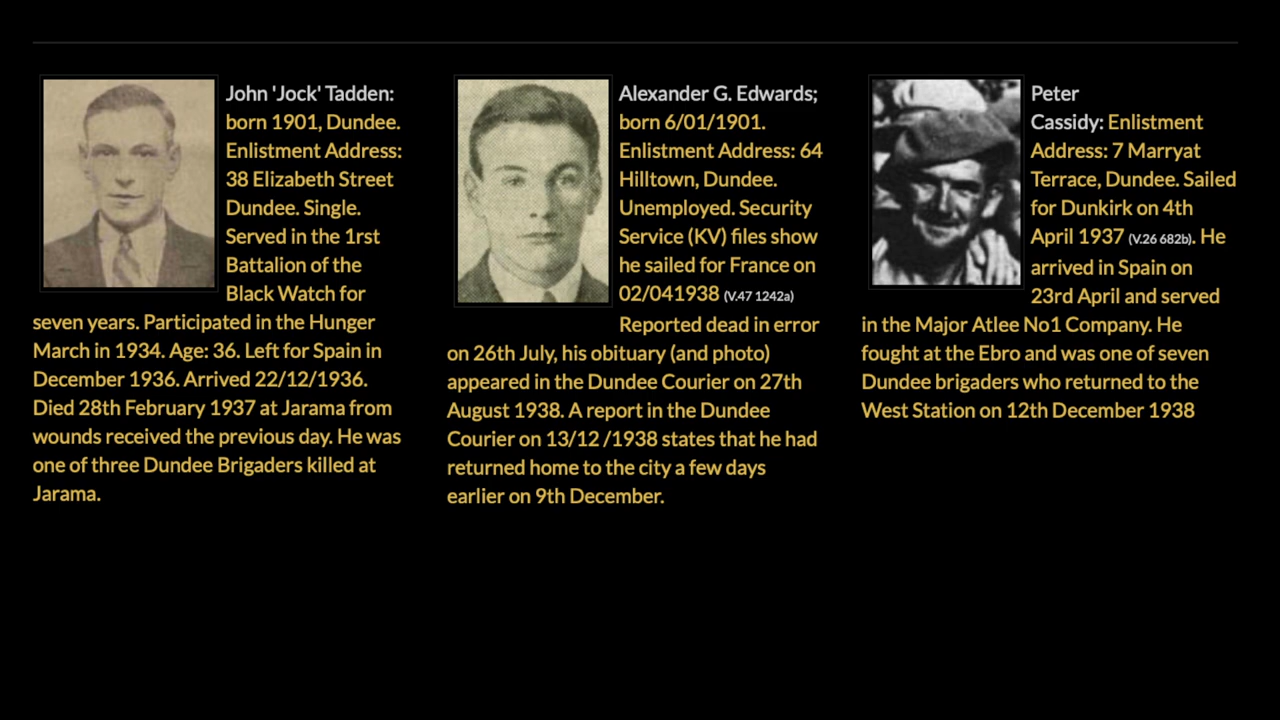 John 'Jock' Tadden:
born 1901, Dundee.
Enlistment Address:
38 Elizabeth Street
Dundee. Single.
Served in the 1rst
Battalion of the
Black Watch for
seven years. Participated in the Hunger
March in 1934. Age: 36. Left for Spain in
December 1936. Arrived 22/12/1936.
Died 28th February 1937 at Jarama from
wounds received the previous day. He was
one of three Dundee Brigaders killed at
Jarama.
Alexander G. Edwards;
born 6/01/1901.
Enlistment Address: 64
Hilltown, Dundee.
Unemployed. Security
Service (KV) files show
he sailed for France on
02/041938 (V.47 1242a)
Reported dead in error
on 26th July, his obituary (and photo)
appeared in the Dundee Courier on 27th
August 1938. A report in the Dundee
Courier on 13/12 /1938 states that he had
returned home to the city a few days
earlier on 9th December.
Peter
Cassidy: Enlistment
Address: 7 Marryat
Terrace, Dundee. Sailed
for Dunkirk on 4th
April 1937 (V.26 682b). He
arrived in Spain on
23rd April and served
in the Major Atlee No1 Company. He
fought at the Ebro and was one of seven
Dundee brigaders who returned to the
West Station on 12th December 1938